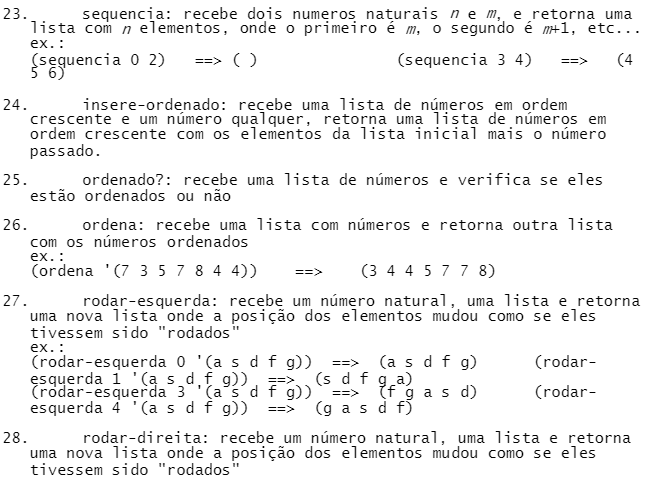 23. sequencia: recebe dois numeros naturais n e m, e retorna uma
lista com n elementos, onde o primeiro é m, o segundo é m+1, etc...
ex.:
(sequencia 0 2) ==> ( ) (sequencia 3 4) ==> (4
5 6)
24. insere-ordenado: recebe uma lista de números em ordem
crescente e um número qualquer, retorna uma lista de números em
ordem crescente com os elementos da lista inicial mais o número
passado.
25. ordenado?: recebe uma lista de números e verifica se eles
estão ordenados ou não
26. ordena: recebe uma lista com números e retorna outra lista
com os números ordenados
ex.:
(ordena '(7 3 5 7 8 4 4)) ==> (3 4 4 5 7 7 8)
27. rodar-esquerda: recebe um número natural, uma lista e retorna
uma nova lista onde a posição dos elementos mudou como se eles
tivessem sido "rodados"
ex.:
(rodar-esquerda 0 '(a s d f g)) ==> (a s d f g) (rodar-
esquerda 1 '(a s d f g)) ==> (s d f g a)
(rodar-esquerda 3 '(a s d f g)) ==> (f g a s d) (rodar-
esquerda 4 '(a s d f g)) ==> (g a s d f)
28. rodar-direita: recebe um número natural, uma lista e retorna
uma nova lista onde a posição dos elementos mudou como se eles
tivessem sido "rodados"